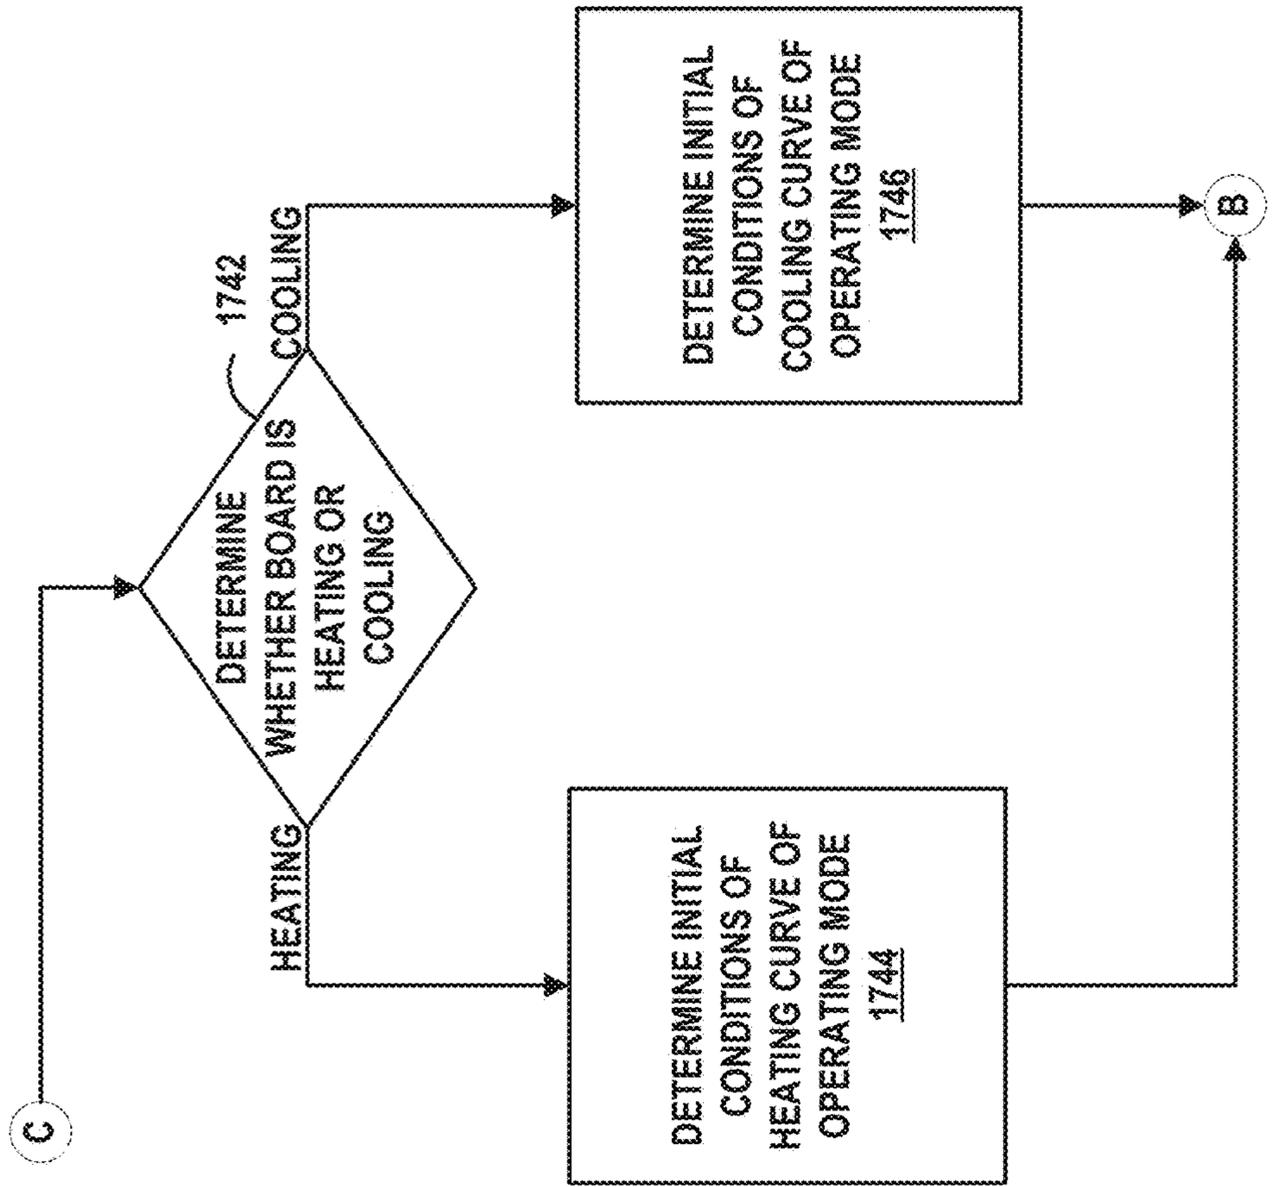 C
1742
DETERMINE
WHETHER BOARD IS
HEATING OR
COOLING
HEATING
COOLING
DETERMINE INITIAL
CONDITIONS OF
HEATING CURVE OF
OPERATING MODE
1744
DETERMINE INITIAL
CONDITIONS OF
COOLING CURVE OF
OPERATING MODE
1746
B